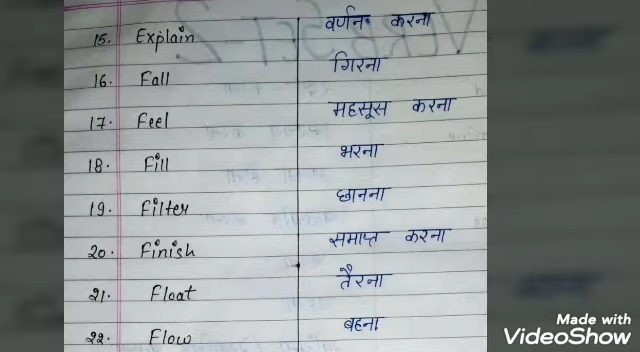 15. Explain वर्णन करना
16. Fall गिरना
17. Feel महसूस करना
18. Fill भरना
19. Filter छानना
20. Finish समाप्त करना
21. Float तैरना
22. Flow बहना
Made with
VideoShow